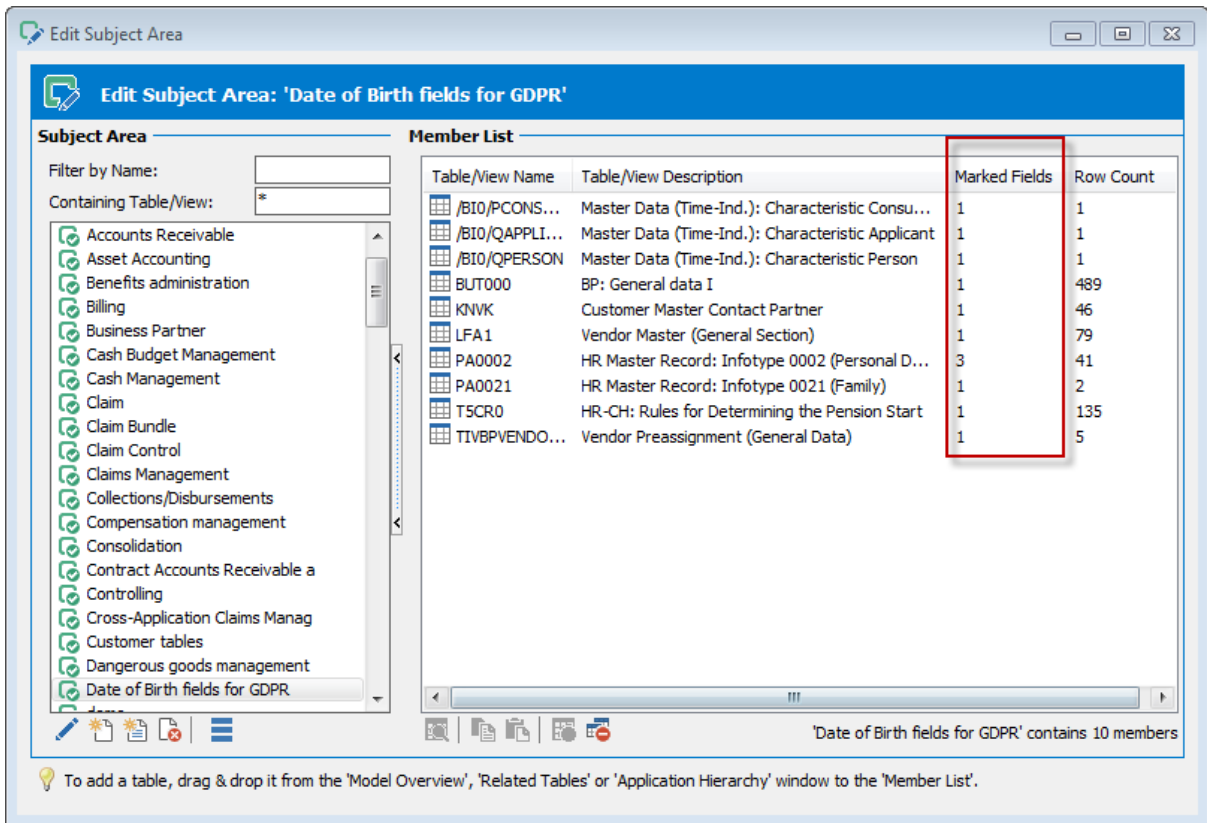 Edit Subject Area
Edit Subject Area: 'Date of Birth fields for GDPR'
Subject Area
Filter by Name:
Containing Table/View: *
Accounts Receivable
Asset Accounting
Benefits administration
Billing
Business Partner
Cash Budget Management
Cash Management
Claim
Claim Bundle
Claim Control
Claims Management
Collections/Disbursements
Compensation management
Consolidation
Contract Accounts Receivable a
Controlling
Cross-Application Claims Manag
Customer tables
Dangerous goods management
Date of Birth fields for GDPR
Member List
Table/View Name Table/View Description Marked Fields Row Count
/BI0/PCONS... Master Data (Time-Ind.): Characteristic Consu... 1 1
/BI0/QAPPLI... Master Data (Time-Ind.): Characteristic Applicant 1 1
/BI0/QPERSON Master Data (Time-Ind.): Characteristic Person 1 1
BUT000 BP: General data I 1 489
KNVK Customer Master Contact Partner 1 46
LFA1 Vendor Master (General Section) 1 79
PA0002 HR Master Record: Infotype 0002 (Personal D... 3 41
PA0021 HR Master Record: Infotype 0021 (Family) 1 2
T5CR0 HR-CH: Rules for Determining the Pension Start 1 135
TIVBPVENDO... Vendor Preassignment (General Data) 1 5
'Date of Birth fields for GDPR' contains 10 members
To add a table, drag & drop it from the 'Model Overview', 'Related Tables' or 'Application Hierarchy' window to the 'Member List'.